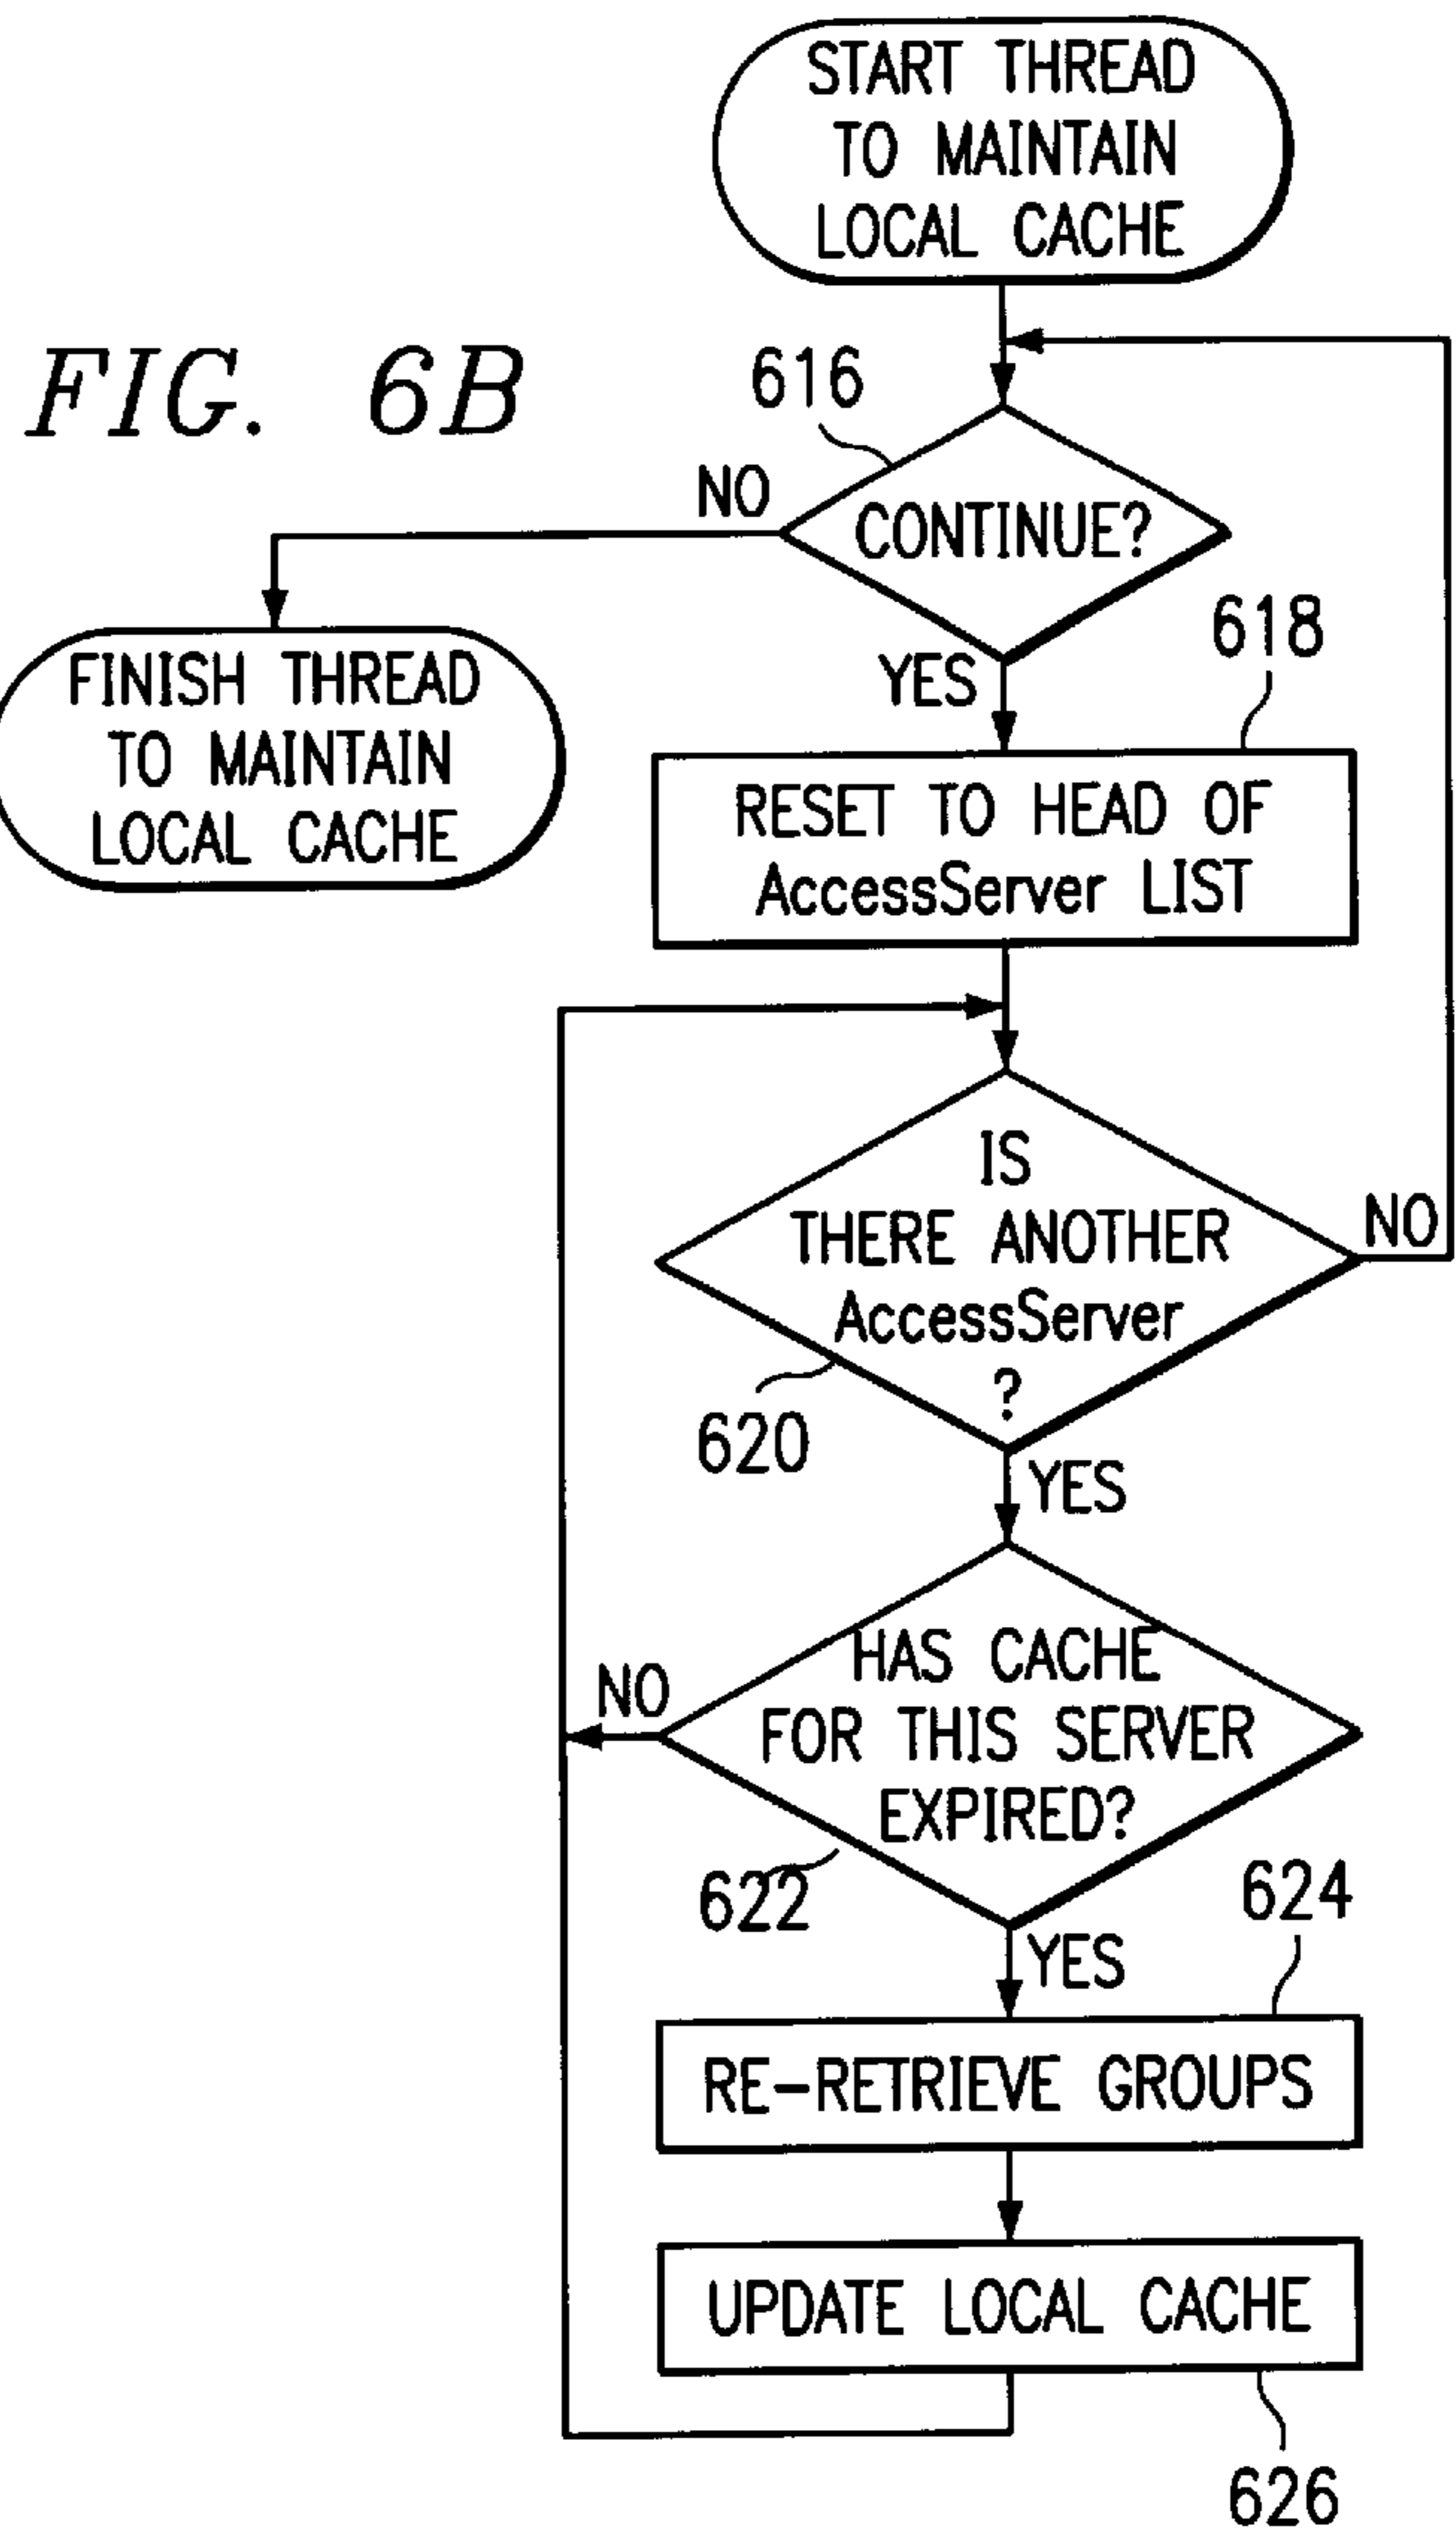 START THREAD
TO MAINTAIN
LOCAL CACHE
FIG. 6B
616
NO
CONTINUE?
618
YES
FINISH THREAD
TO MAINTAIN
LOCAL CACHE
RESET TO HEAD OF
AccessServer LIST
IS
THERE ANOTHER
AccessServer
?
NO
620
YES
HAS CACHE
FOR THIS SERVER
EXPIRED?
NO
622
624
YES
RE-RETRIEVE GROUPS
UPDATE LOCAL CACHE
626